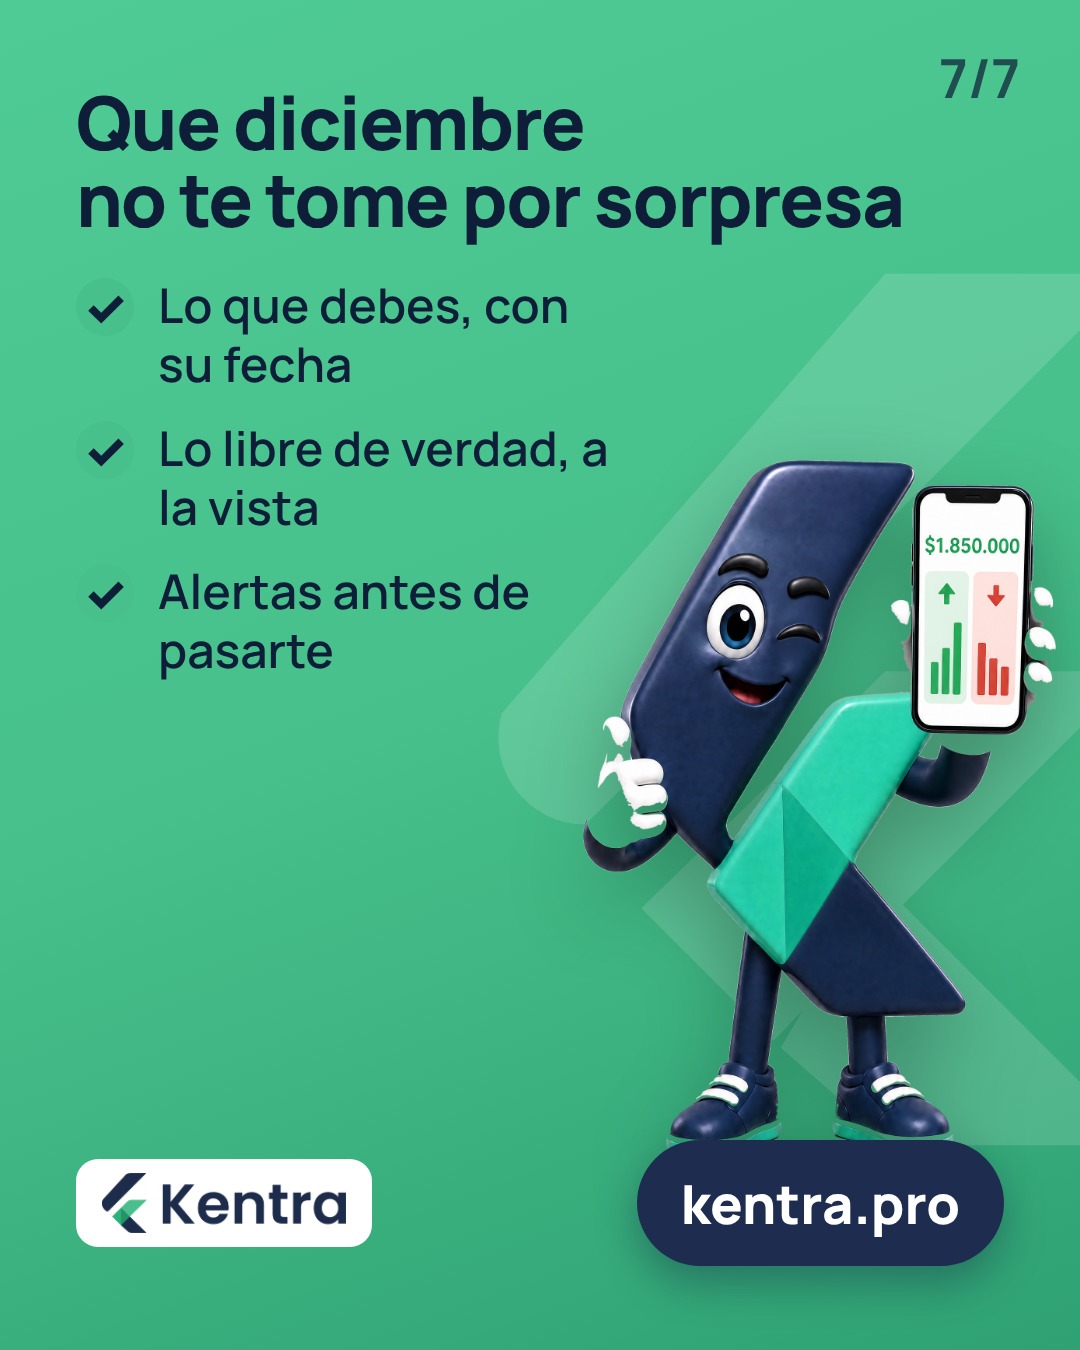 7/7
Que diciembre
no te tome por sorpresa
Lo que debes, con
su fecha
Lo libre de verdad, a
la vista
Alertas antes de
pasarte
$1.850.000
Kentra
kentra.pro